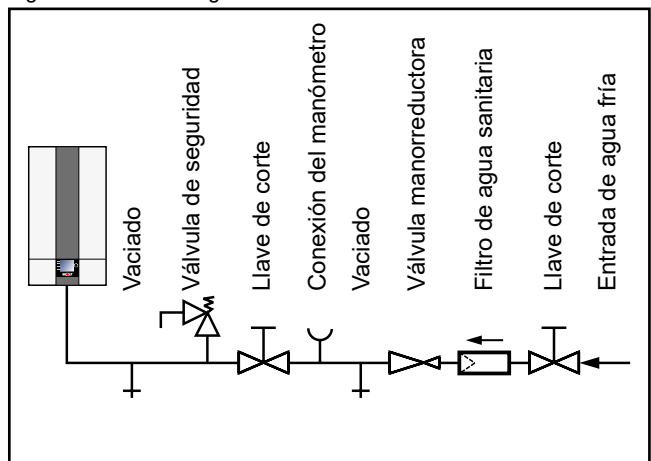 Vaciado
Válvula de seguridad
Llave de corte
Conexión del manómetro
Vaciado
Válvula manorreductora
Filtro de agua sanitaria
Llave de corte
Entrada de agua fría